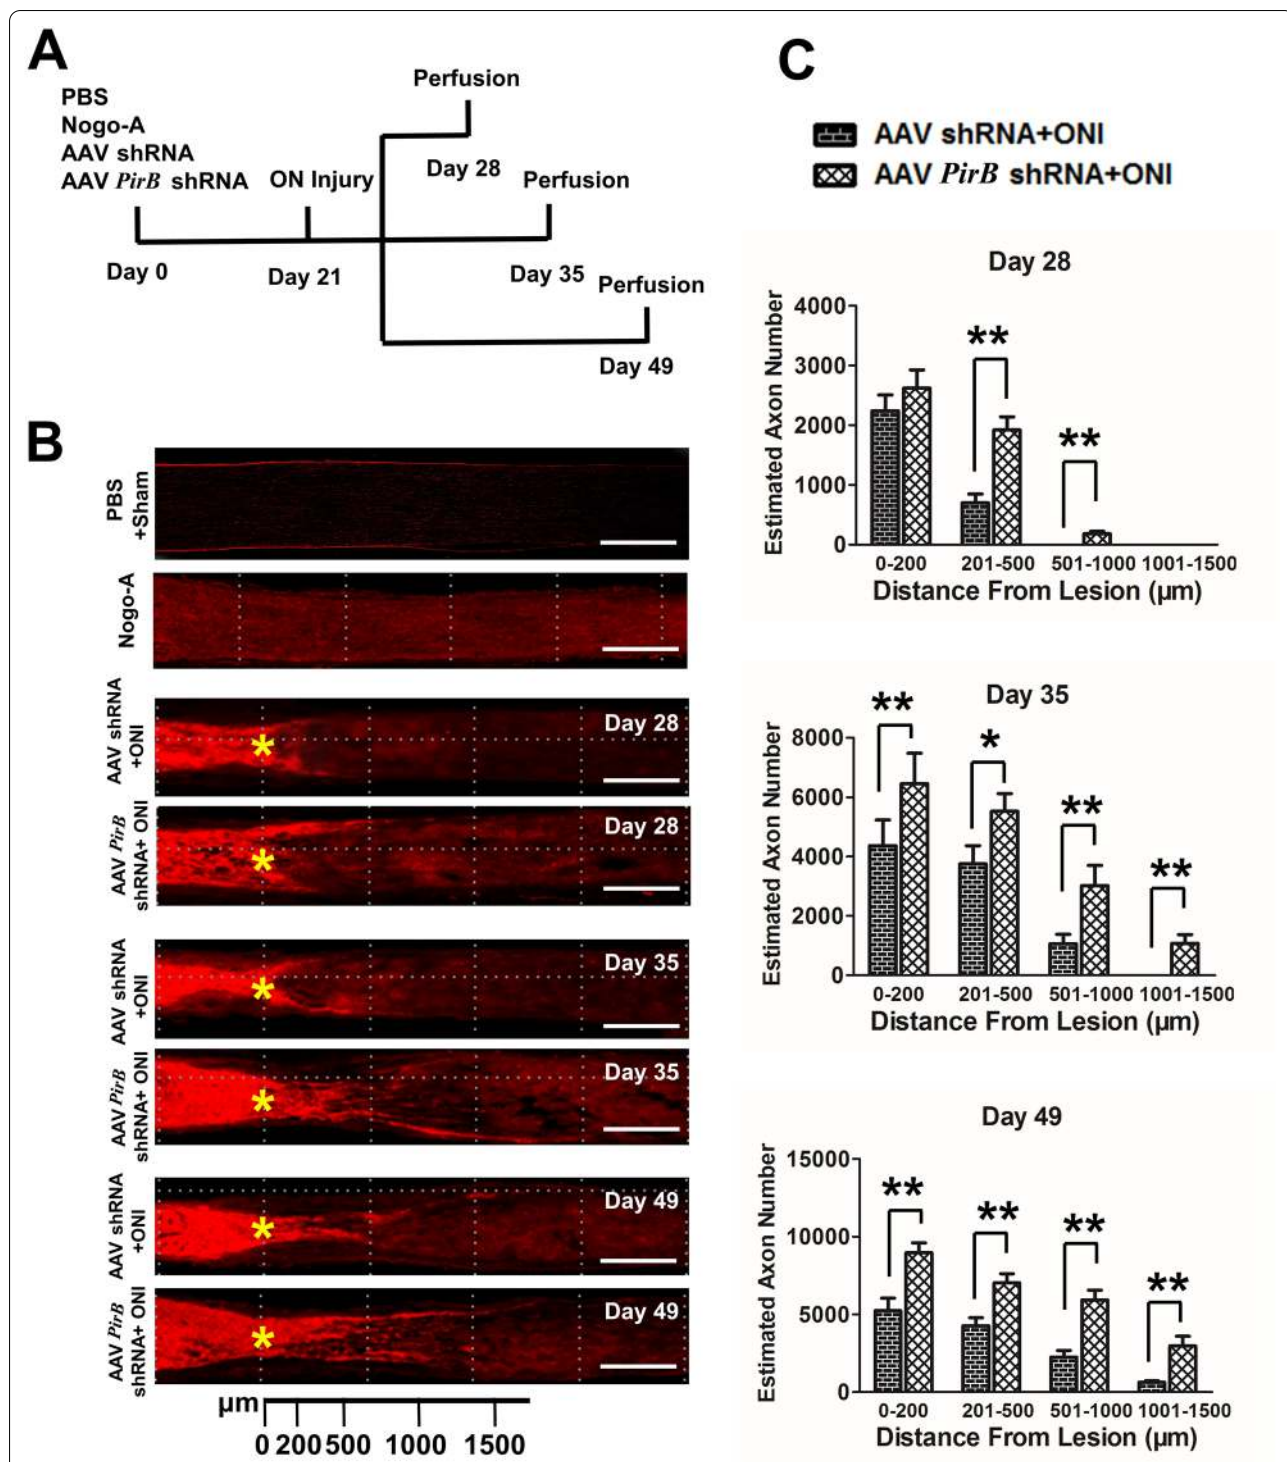 A
PBS
Nogo-A
AAV shRNA
AAV PirB shRNA
ON Injury
Perfusion
Day 28
Perfusion
Day 0
Day 21
Day 35
Perfusion
Day 49
B
PBS
+Sham
Nogo-A
AAV shRNA
+ONI
Day 28
AAV PirB
shRNA+ ONI
Day 28
AAV shRNA
+ONI
Day 35
AAV PirB
shRNA+ ONI
Day 35
AAV shRNA
+ONI
Day 49
AAV PirB
shRNA+ ONI
Day 49
µm
0 200 500 1000 1500
C
AAV shRNA+ONI
AAV PirB shRNA+ONI
Day 28
Estimated Axon Number
4000
3000
2000
1000
0
**
**
0-200 201-500 501-1000 1001-1500
Distance From Lesion (µm)
Day 35
Estimated Axon Number
8000
6000
4000
2000
0
**
*
**
**
0-200 201-500 501-1000 1001-1500
Distance From Lesion (µm)
Day 49
Estimated Axon Number
15000
10000
5000
0
**
**
**
**
0-200 201-500 501-1000 1001-1500
Distance From Lesion (µm)